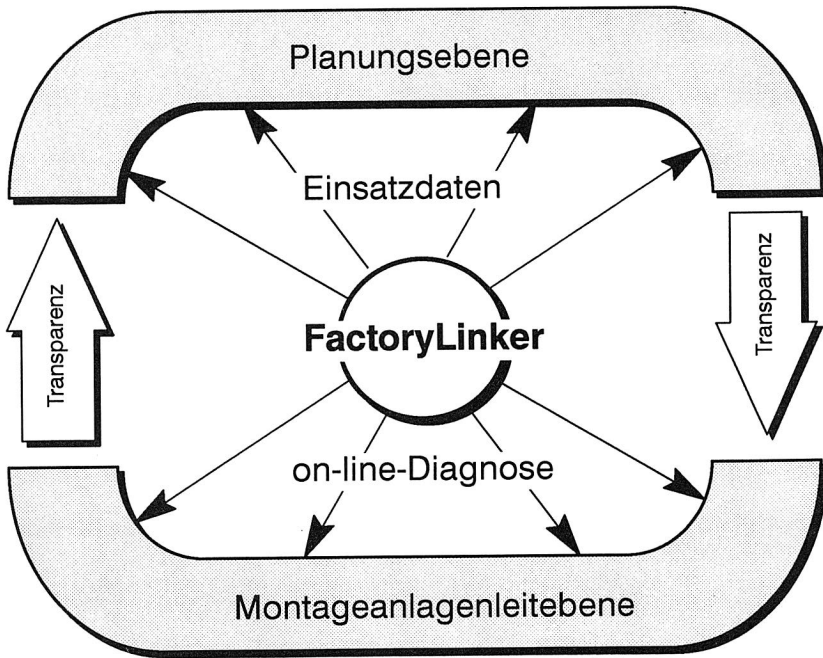 Planungsebene
Einsatzdaten
Transparenz
FactoryLinker
Transparenz
on-line-Diagnose
Montageanlagenleitebene